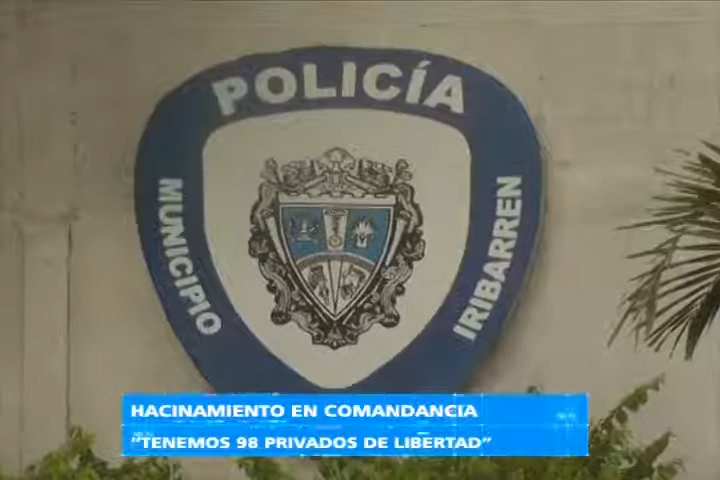 POLICÍA
MUNICIPIO
IRIBARREN
HACINAMIENTO EN COMANDANCIA
“TENEMOS 98 PRIVADOS DE LIBERTAD”